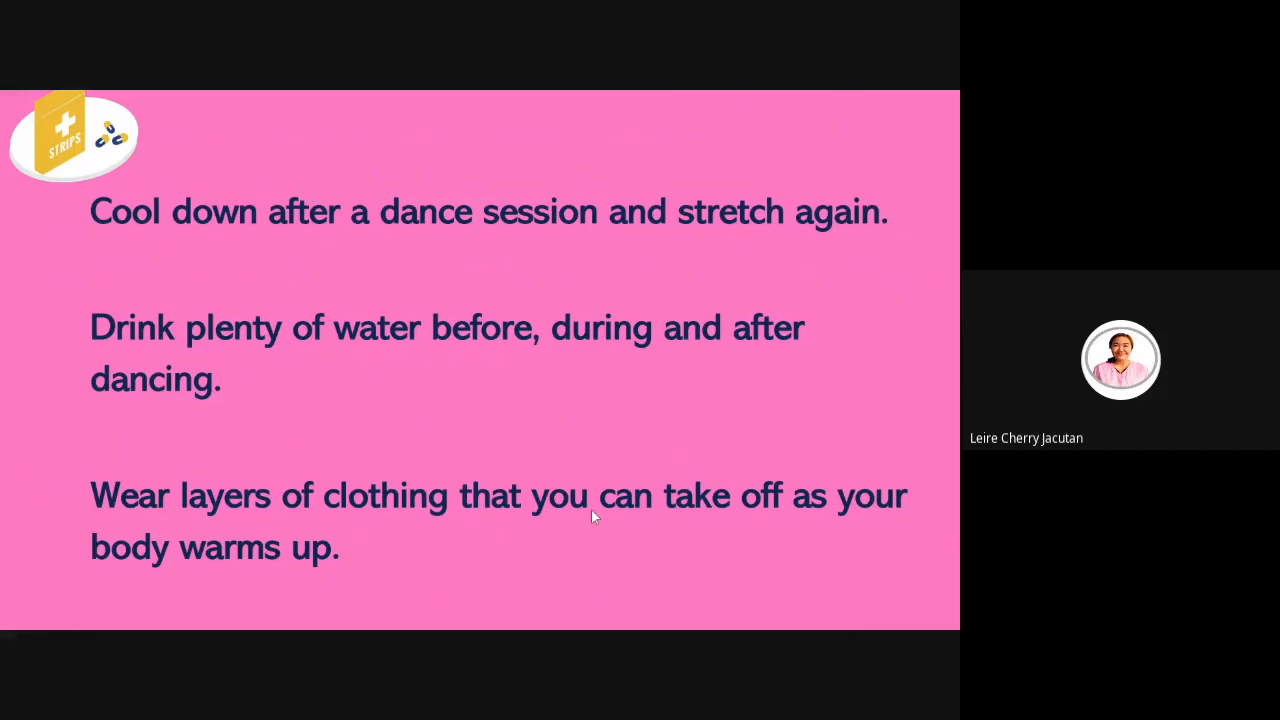 STRIPS
Cool down after a dance session and stretch again.
Drink plenty of water before, during and after
dancing.
Wear layers of clothing that you can take off as your
body warms up.
Leire Cherry Jacutan